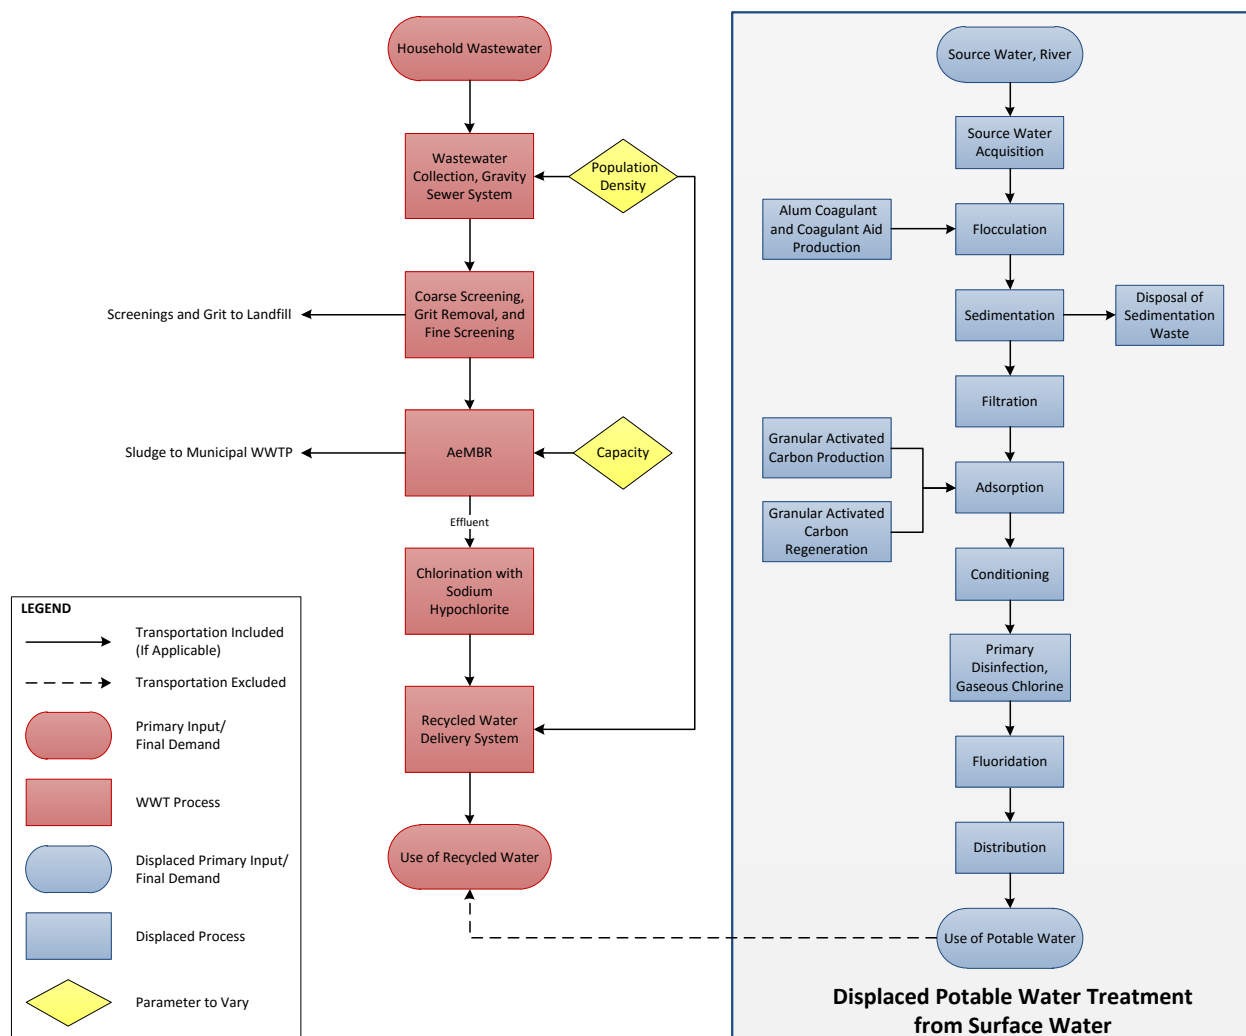 Household Wastewater
Wastewater
Collection, Gravity
Sewer System
Population
Density
Coarse Screening,
Grit Removal, and
Fine Screening
Screenings and Grit to Landfill
AeMBR
Sludge to Municipal WWTP
Capacity
Effluent
Chlorination with
Sodium
Hypochlorite
Recycled Water
Delivery System
Use of Recycled Water
LEGEND
Transportation Included
(If Applicable)
Transportation Excluded
Primary Input/
Final Demand
WWT Process
Displaced Primary Input/
Final Demand
Displaced Process
Parameter to Vary
Source Water, River
Source Water
Acquisition
Alum Coagulant
and Coagulant Aid
Production
Flocculation
Sedimentation
Disposal of
Sedimentation
Waste
Filtration
Granular Activated
Carbon Production
Adsorption
Granular Activated
Carbon
Regeneration
Conditioning
Primary
Disinfection,
Gaseous Chlorine
Fluoridation
Distribution
Use of Potable Water
Displaced Potable Water Treatment
from Surface Water